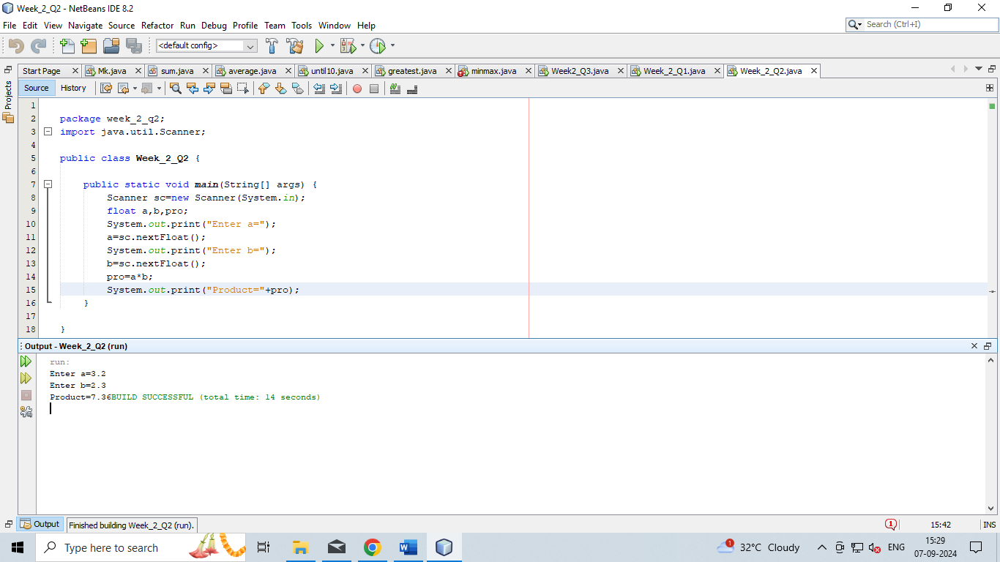 Week_2_Q2 - NetBeans IDE 8.2
File Edit View Navigate Source Refactor Run Debug Profile Team Tools Window Help
Search (Ctrl+I)
<default config>
Projects
Start Page Mk.java sum.java average.java until10.java greatest.java minmax.java Week2_Q3.java Week_2_Q1.java Week_2_Q2.java
Source History
1
2 package week_2_q2;
3 import java.util.Scanner;
4
5 public class Week_2_Q2 {
6
7 public static void main(String[] args) {
8 Scanner sc=new Scanner(System.in);
9 float a,b,pro;
10 System.out.print("Enter a=");
11 a=sc.nextFloat();
12 System.out.print("Enter b=");
13 b=sc.nextFloat();
14 pro=a*b;
15 System.out.print("Product="+pro);
16 }
17
18 }
Output - Week_2_Q2 (run)
run:
Enter a=3.2
Enter b=2.3
Product=7.36BUILD SUCCESSFUL (total time: 14 seconds)
Output Finished building Week_2_Q2 (run). 1 15:42 INS
Type here to search 1 32°C Cloudy ENG 15:29
07-09-2024